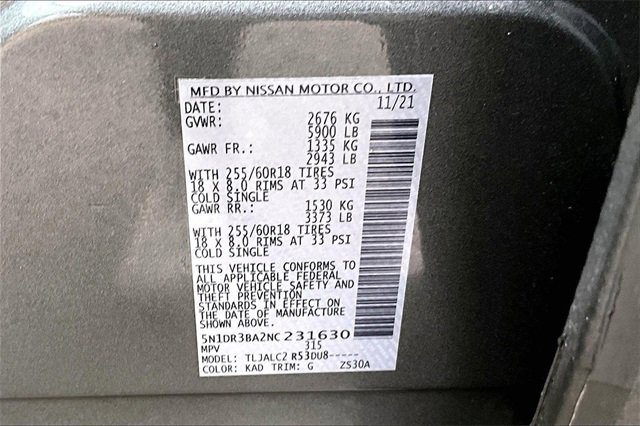 MFD BY NISSAN MOTOR CO., LTD.
DATE: 11/21
GVWR: 2676 KG
5900 LB
GAWR FR.: 1335 KG
2943 LB
WITH 255/60R18 TIRES
18 X 8.0 RIMS AT 33 PSI
COLD SINGLE
GAWR RR.: 1530 KG
3373 LB
WITH 255/60R18 TIRES
18 X 8.0 RIMS AT 33 PSI
COLD SINGLE
THIS VEHICLE CONFORMS TO
ALL APPLICABLE FEDERAL
MOTOR VEHICLE SAFETY AND
THEFT PREVENTION
STANDARDS IN EFFECT ON
THE DATE OF MANUFACTURE
SHOWN ABOVE.
5N1DR3BA2NC231630
MPV 315
MODEL: TLJALC2 R53DU8-----
COLOR: KAD TRIM: G ZS30A